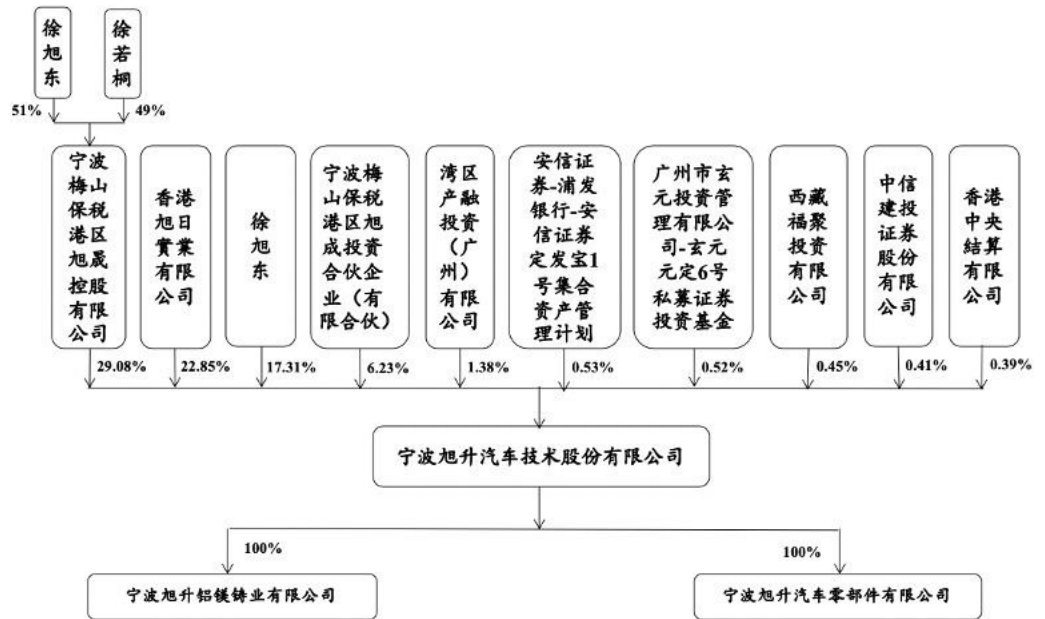 徐
旭
东
徐
若
桐
51%
49%
宁波
梅山
保税
港区
旭晟
控股
有限
公司
香港
旭日
實業
有限
公司
徐
旭
东
宁波梅
山保税
港区旭
成投资
合伙企
业（有
限合伙）
湾区
产融
投资
（广
州）
有限
公司
安信证
券-浦发
银行-安
信证券
定发宝1
号集合
资产管
理计划
广州市玄
元投资管
理有限公
司-玄元
元定6号
私募证券
投资基金
西藏
福聚
投资
有限
公司
中信
建投
证券
股份
有限
公司
香港
中央
结算
有限
公司
29.08%
22.85%
17.31%
6.23%
1.38%
0.53%
0.52%
0.45%
0.41%
0.39%
宁波旭升汽车技术股份有限公司
100%
100%
宁波旭升铝镁铸业有限公司
宁波旭升汽车零部件有限公司